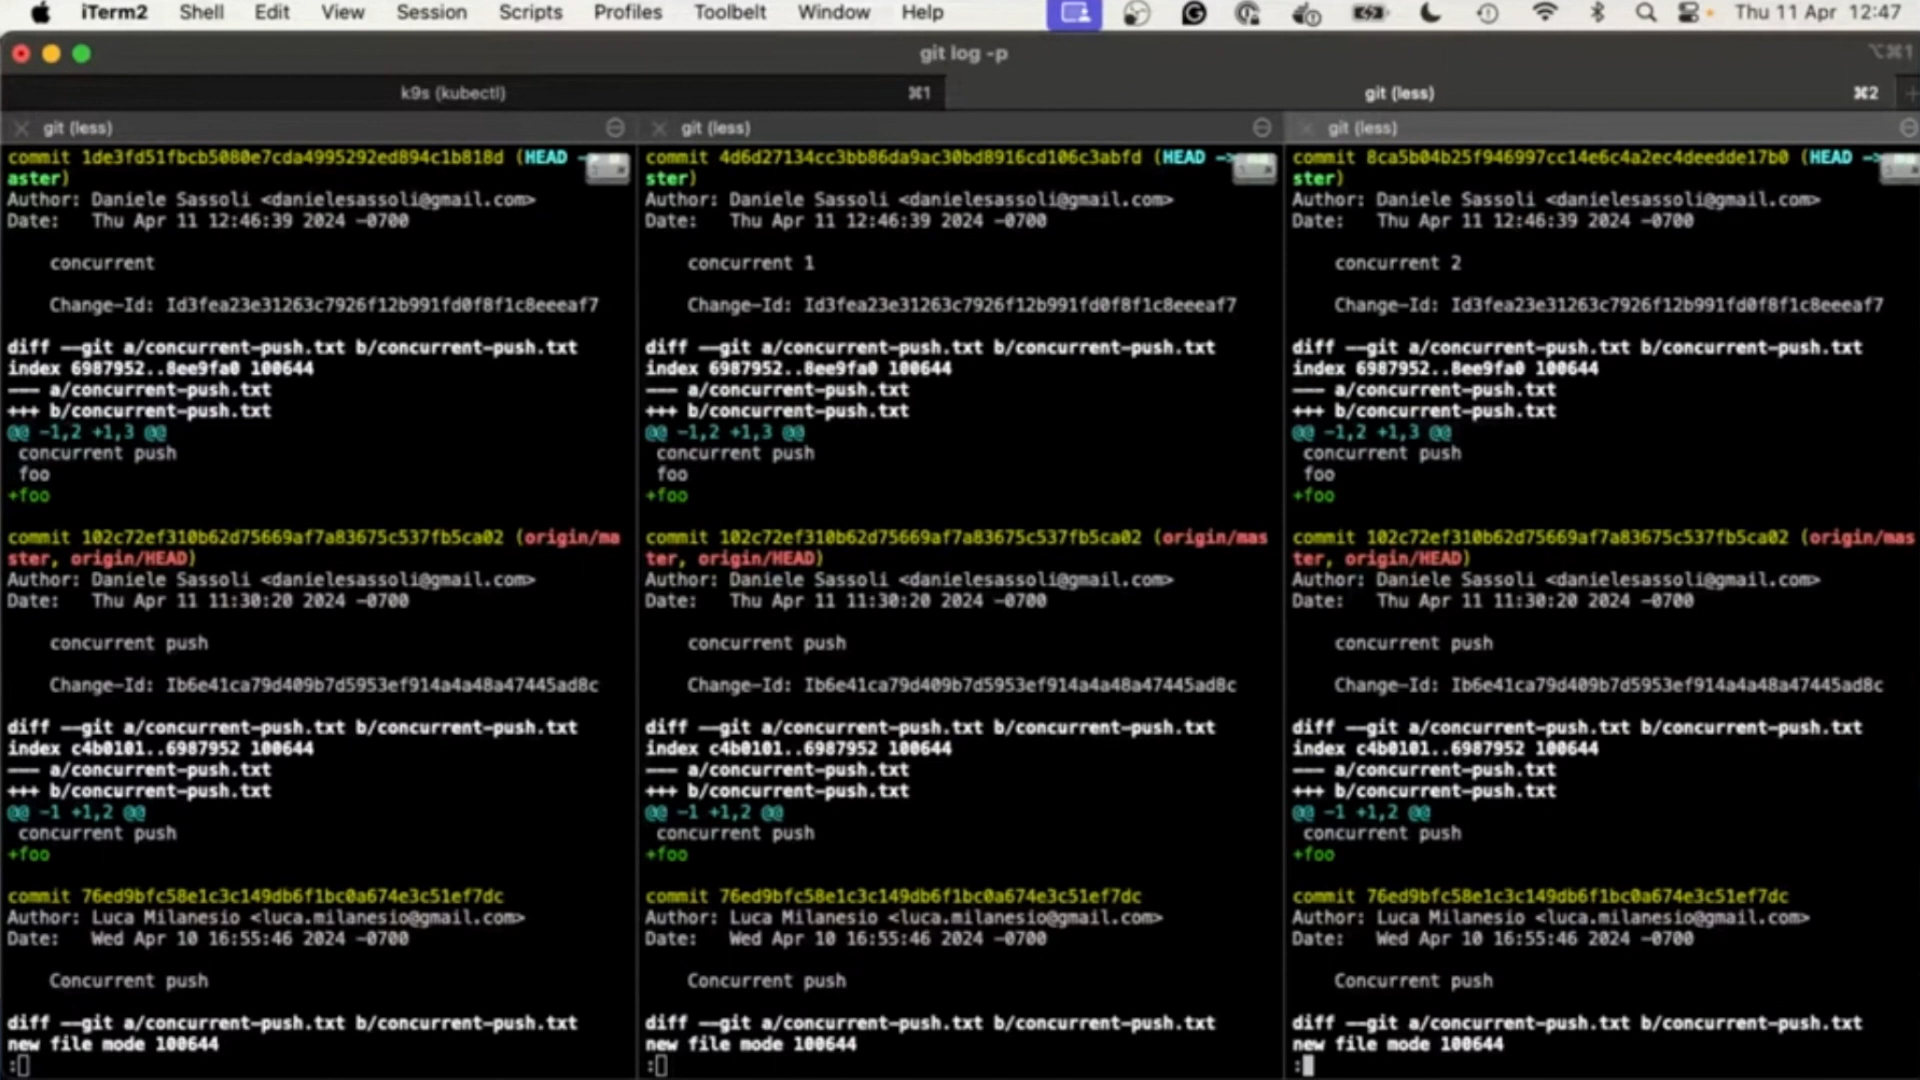 iTerm2 Shell Edit View Session Scripts Profiles Toolbelt Window Help Thu 11 Apr 12:47
git log -p ⌥⌘1
k9s (kubectl) ⌘1 git (less) ⌘2
git (less)
commit 1de3fd51fbcb5080e7cda4995292ed894c1b818d (HEAD -
aster)
Author: Daniele Sassoli <danielesassoli@gmail.com>
Date:   Thu Apr 11 12:46:39 2024 -0700
concurrent
Change-Id: Id3fea23e31263c7926f12b991fd0f8f1c8eeeaf7
diff --git a/concurrent-push.txt b/concurrent-push.txt
index 6987952..8ee9fa0 100644
--- a/concurrent-push.txt
+++ b/concurrent-push.txt
@@ -1,2 +1,3 @@
concurrent push
foo
+foo
commit 102c72ef310b62d75669af7a83675c537fb5ca02 (origin/ma
ster, origin/HEAD)
Author: Daniele Sassoli <danielesassoli@gmail.com>
Date:   Thu Apr 11 11:30:20 2024 -0700
concurrent push
Change-Id: Ib6e41ca79d409b7d5953ef914a4a48a47445ad8c
diff --git a/concurrent-push.txt b/concurrent-push.txt
index c4b0101..6987952 100644
--- a/concurrent-push.txt
+++ b/concurrent-push.txt
@@ -1 +1,2 @@
concurrent push
+foo
commit 76ed9bfc58e1c3c149db6f1bc0a674e3c51ef7dc
Author: Luca Milanesio <luca.milanesio@gmail.com>
Date:   Wed Apr 10 16:55:46 2024 -0700
Concurrent push
diff --git a/concurrent-push.txt b/concurrent-push.txt
new file mode 100644
:
git (less)
commit 4d6d27134cc3bb86da9ac30bd8916cd106c3abfd (HEAD ->
ster)
Author: Daniele Sassoli <danielesassoli@gmail.com>
Date:   Thu Apr 11 12:46:39 2024 -0700
concurrent 1
Change-Id: Id3fea23e31263c7926f12b991fd0f8f1c8eeeaf7
diff --git a/concurrent-push.txt b/concurrent-push.txt
index 6987952..8ee9fa0 100644
--- a/concurrent-push.txt
+++ b/concurrent-push.txt
@@ -1,2 +1,3 @@
concurrent push
foo
+foo
commit 102c72ef310b62d75669af7a83675c537fb5ca02 (origin/mas
ter, origin/HEAD)
Author: Daniele Sassoli <danielesassoli@gmail.com>
Date:   Thu Apr 11 11:30:20 2024 -0700
concurrent push
Change-Id: Ib6e41ca79d409b7d5953ef914a4a48a47445ad8c
diff --git a/concurrent-push.txt b/concurrent-push.txt
index c4b0101..6987952 100644
--- a/concurrent-push.txt
+++ b/concurrent-push.txt
@@ -1 +1,2 @@
concurrent push
+foo
commit 76ed9bfc58e1c3c149db6f1bc0a674e3c51ef7dc
Author: Luca Milanesio <luca.milanesio@gmail.com>
Date:   Wed Apr 10 16:55:46 2024 -0700
Concurrent push
diff --git a/concurrent-push.txt b/concurrent-push.txt
new file mode 100644
:
git (less)
commit 8ca5b04b25f946997cc14e6c4a2ec4deedde17b0 (HEAD ->
ster)
Author: Daniele Sassoli <danielesassoli@gmail.com>
Date:   Thu Apr 11 12:46:39 2024 -0700
concurrent 2
Change-Id: Id3fea23e31263c7926f12b991fd0f8f1c8eeeaf7
diff --git a/concurrent-push.txt b/concurrent-push.txt
index 6987952..8ee9fa0 100644
--- a/concurrent-push.txt
+++ b/concurrent-push.txt
@@ -1,2 +1,3 @@
concurrent push
foo
+foo
commit 102c72ef310b62d75669af7a83675c537fb5ca02 (origin/mas
ter, origin/HEAD)
Author: Daniele Sassoli <danielesassoli@gmail.com>
Date:   Thu Apr 11 11:30:20 2024 -0700
concurrent push
Change-Id: Ib6e41ca79d409b7d5953ef914a4a48a47445ad8c
diff --git a/concurrent-push.txt b/concurrent-push.txt
index c4b0101..6987952 100644
--- a/concurrent-push.txt
+++ b/concurrent-push.txt
@@ -1 +1,2 @@
concurrent push
+foo
commit 76ed9bfc58e1c3c149db6f1bc0a674e3c51ef7dc
Author: Luca Milanesio <luca.milanesio@gmail.com>
Date:   Wed Apr 10 16:55:46 2024 -0700
Concurrent push
diff --git a/concurrent-push.txt b/concurrent-push.txt
new file mode 100644
: